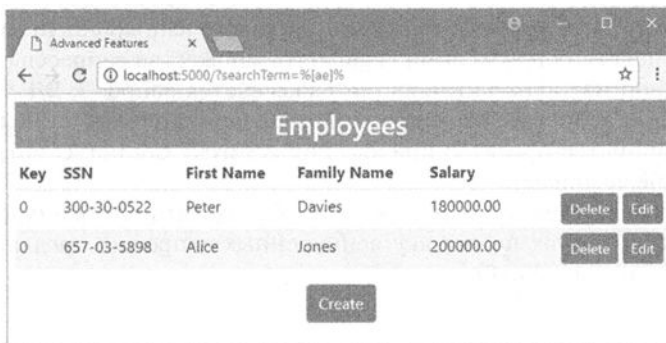 Advanced Features
localhost:5000/?searchTerm=%[ae]%
Employees
Key SSN First Name Family Name Salary
0 300-30-0522 Peter Davies 180000.00 Delete Edit
0 657-03-5898 Alice Jones 200000.00 Delete Edit
Create